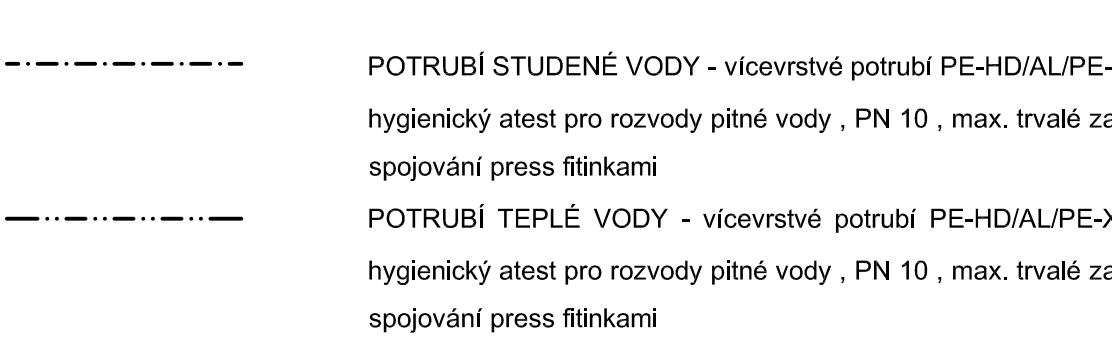 POTRUBÍ STUDENÉ VODY - vícevrstvé potrubí PE-HD/AL/PE-
hygienický atest pro rozvody pitné vody , PN 10 , max. trvalé za
spojování press fitinkami
POTRUBÍ TEPLÉ VODY - vícevrstvé potrubí PE-HD/AL/PE-X
hygienický atest pro rozvody pitné vody , PN 10 , max. trvalé za
spojování press fitinkami